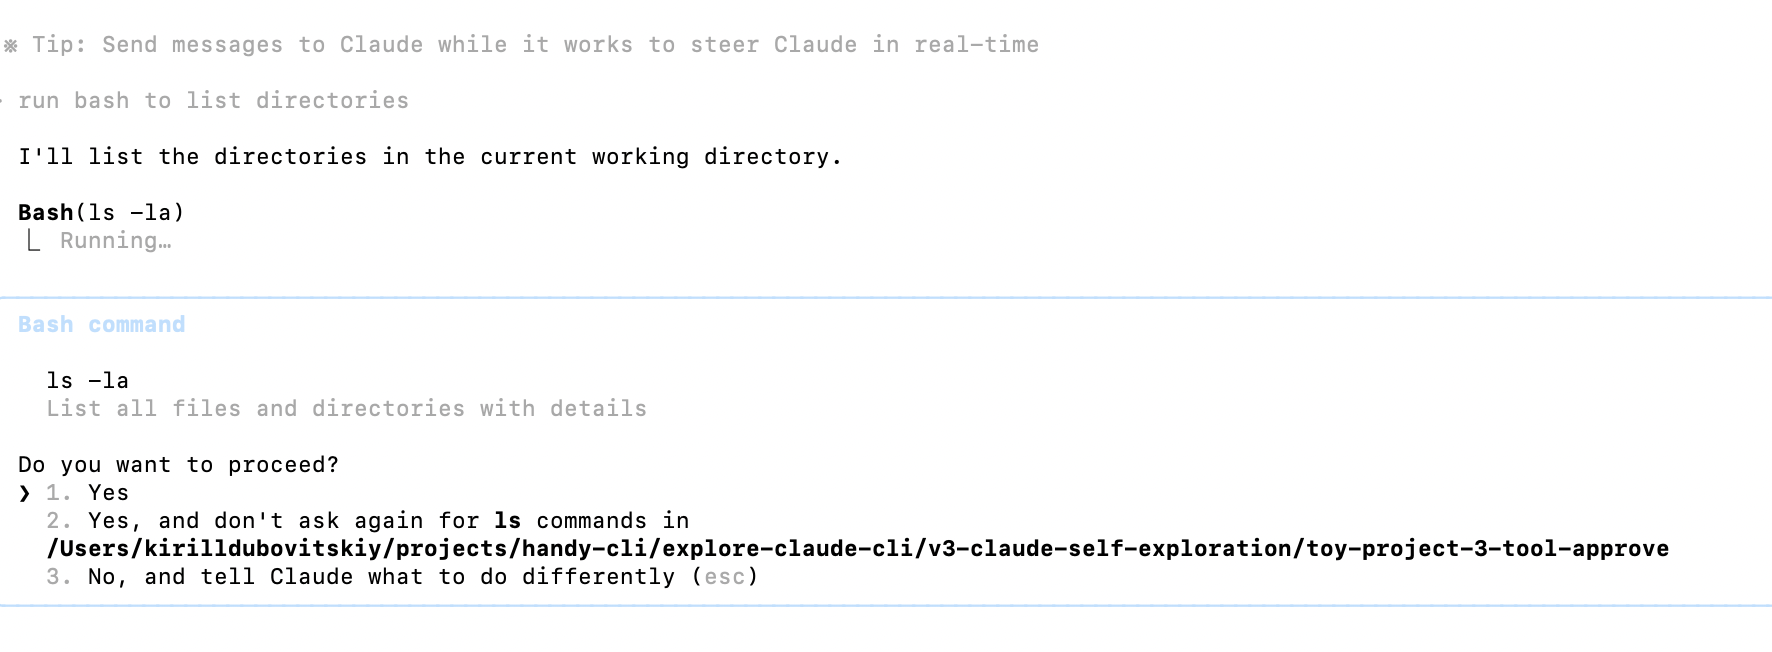 ※ Tip: Send messages to Claude while it works to steer Claude in real-time
run bash to list directories
I'll list the directories in the current working directory.
Bash(ls -la)
⎿ Running…
Bash command
ls -la
List all files and directories with details
Do you want to proceed?
❯ 1. Yes
2. Yes, and don't ask again for ls commands in
/Users/kirilldubovitskiy/projects/handy-cli/explore-claude-cli/v3-claude-self-exploration/toy-project-3-tool-approve
3. No, and tell Claude what to do differently (esc)